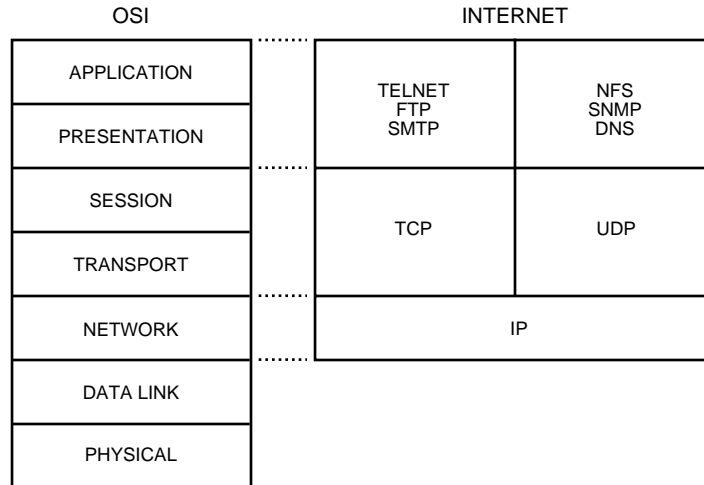 OSI
INTERNET
APPLICATION
PRESENTATION
SESSION
TRANSPORT
NETWORK
DATA LINK
PHYSICAL
TELNET
FTP
SMTP
NFS
SNMP
DNS
TCP
UDP
IP